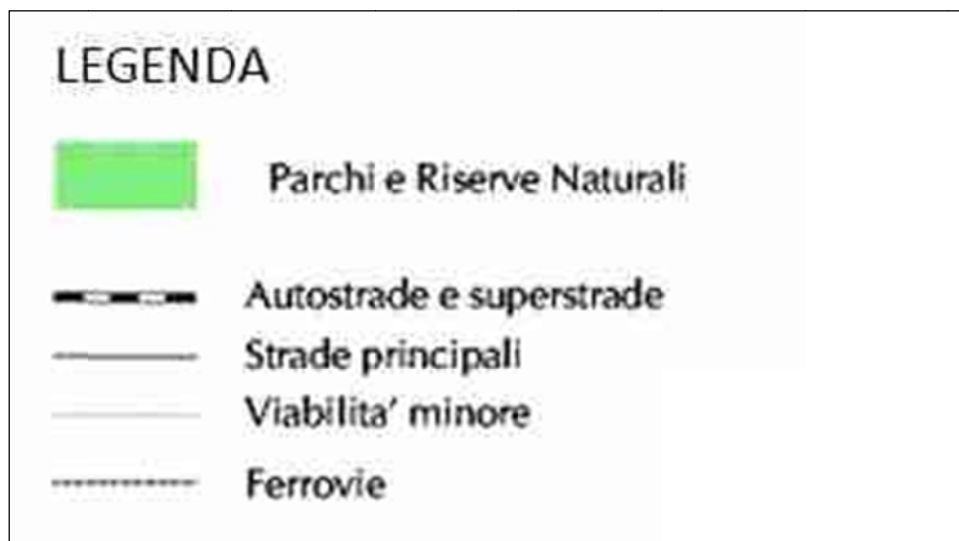 LEGENDA
Parchi e Riserve Naturali
Autostrade e superstrade
Strade principali
Viabilita' minore
Ferrovie